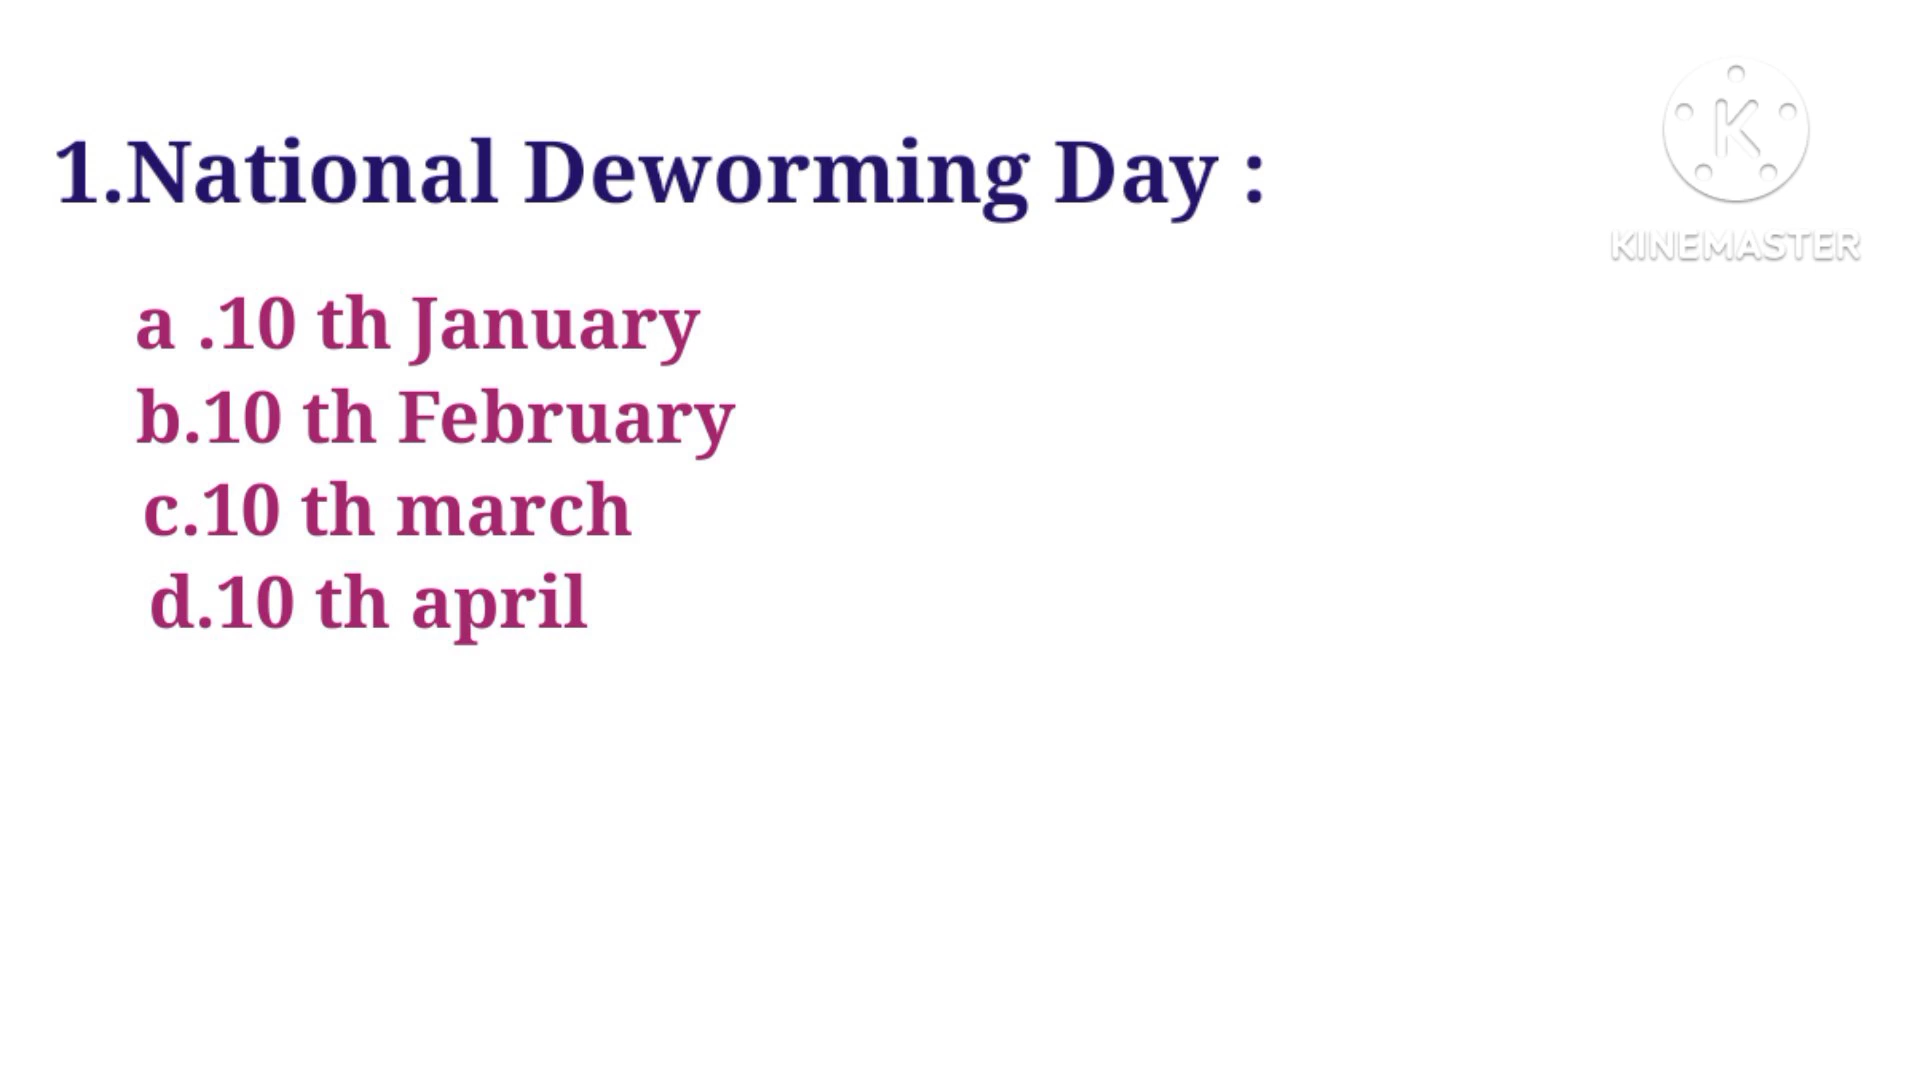 1.National Deworming Day :
KINEMASTER
a .10 th January
b.10 th February
c.10 th march
d.10 th april